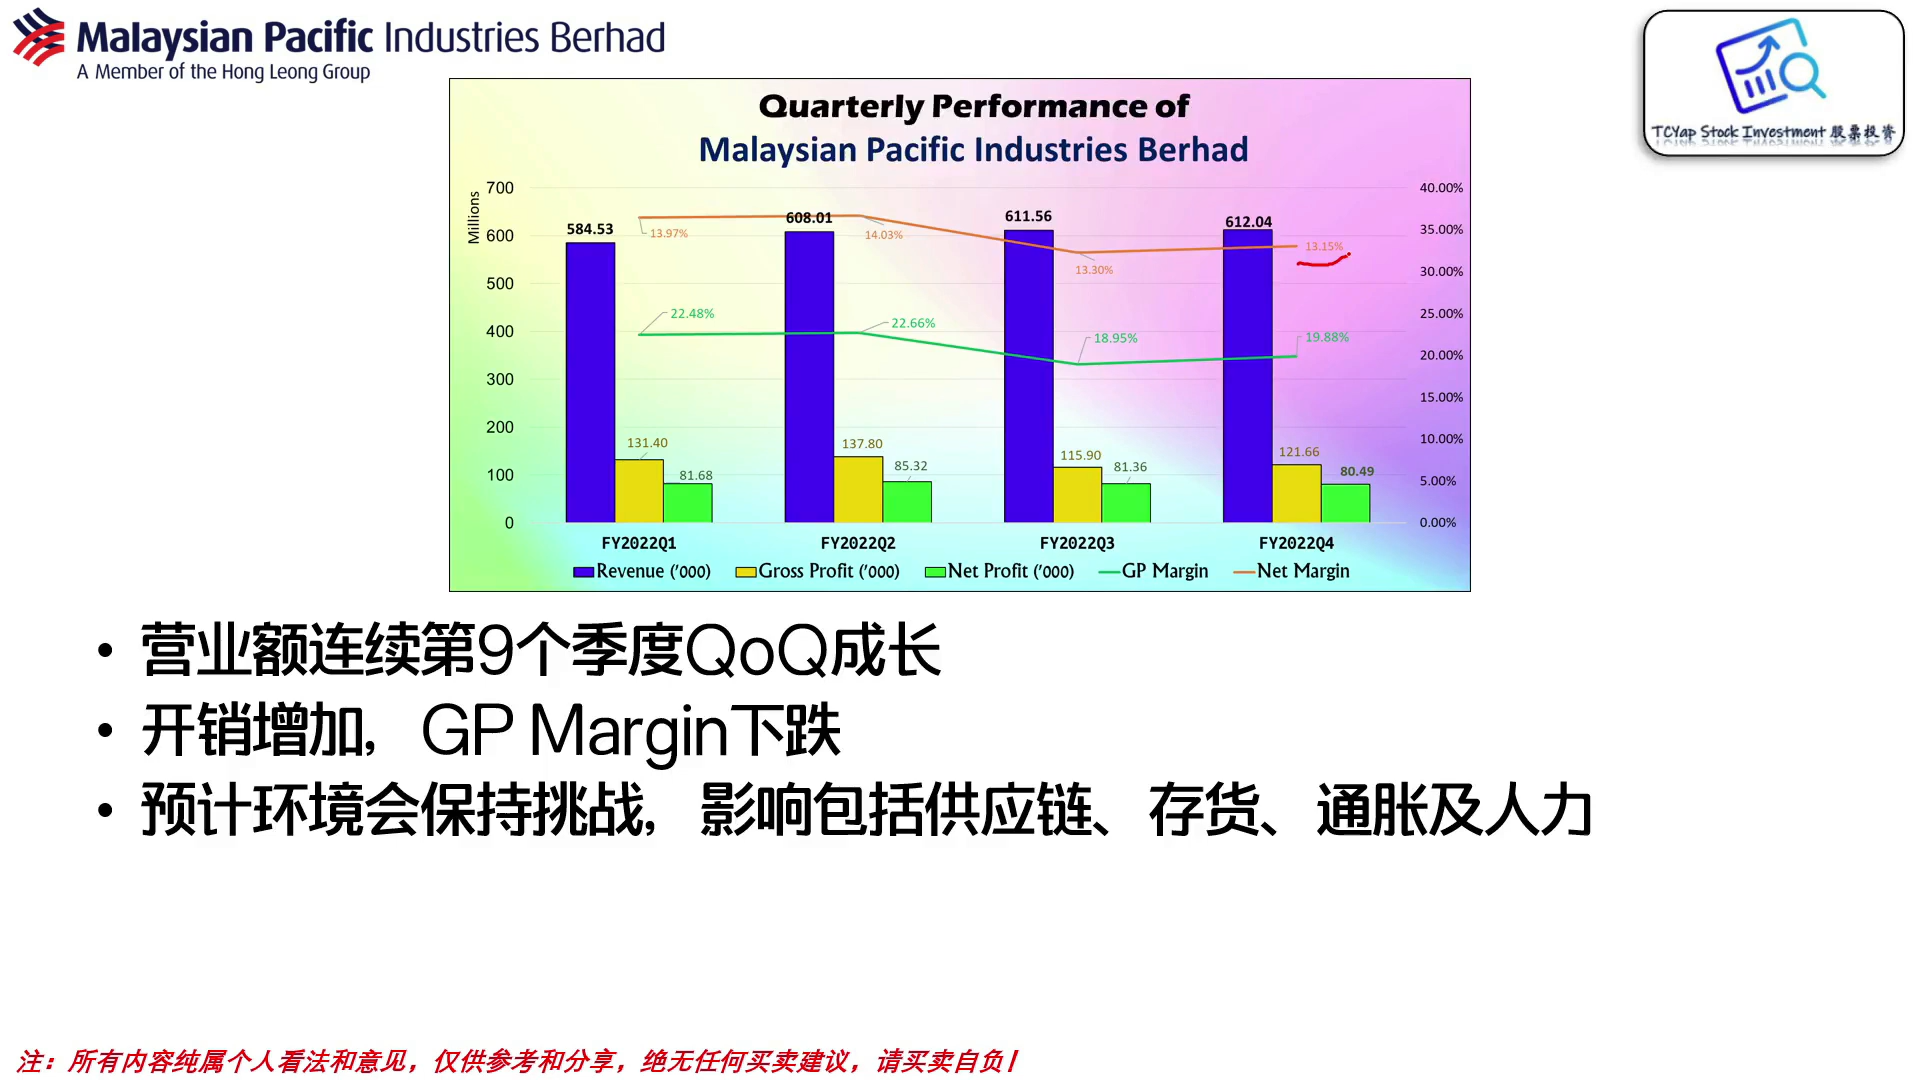 Malaysian Pacific Industries Berhad
A Member of the Hong Leong Group
TCYap Stock Investment 股票投资
Quarterly Performance of
Malaysian Pacific Industries Berhad
Millions
700
600
500
400
300
200
100
0
40.00%
35.00%
30.00%
25.00%
20.00%
15.00%
10.00%
5.00%
0.00%
584.53 608.01 611.56 612.04
13.97% 14.03% 13.30% 13.15%
22.48% 22.66% 18.95% 19.88%
131.40 137.80 115.90 121.66
81.68 85.32 81.36 80.49
FY2022Q1 FY2022Q2 FY2022Q3 FY2022Q4
Revenue ('000) Gross Profit ('000) Net Profit ('000) GP Margin Net Margin
• 营业额连续第9个季度QoQ成长
• 开销增加，GP Margin下跌
• 预计环境会保持挑战，影响包括供应链、存货、通胀及人力
注：所有内容纯属个人看法和意见，仅供参考和分享，绝无任何买卖建议，请买卖自负！